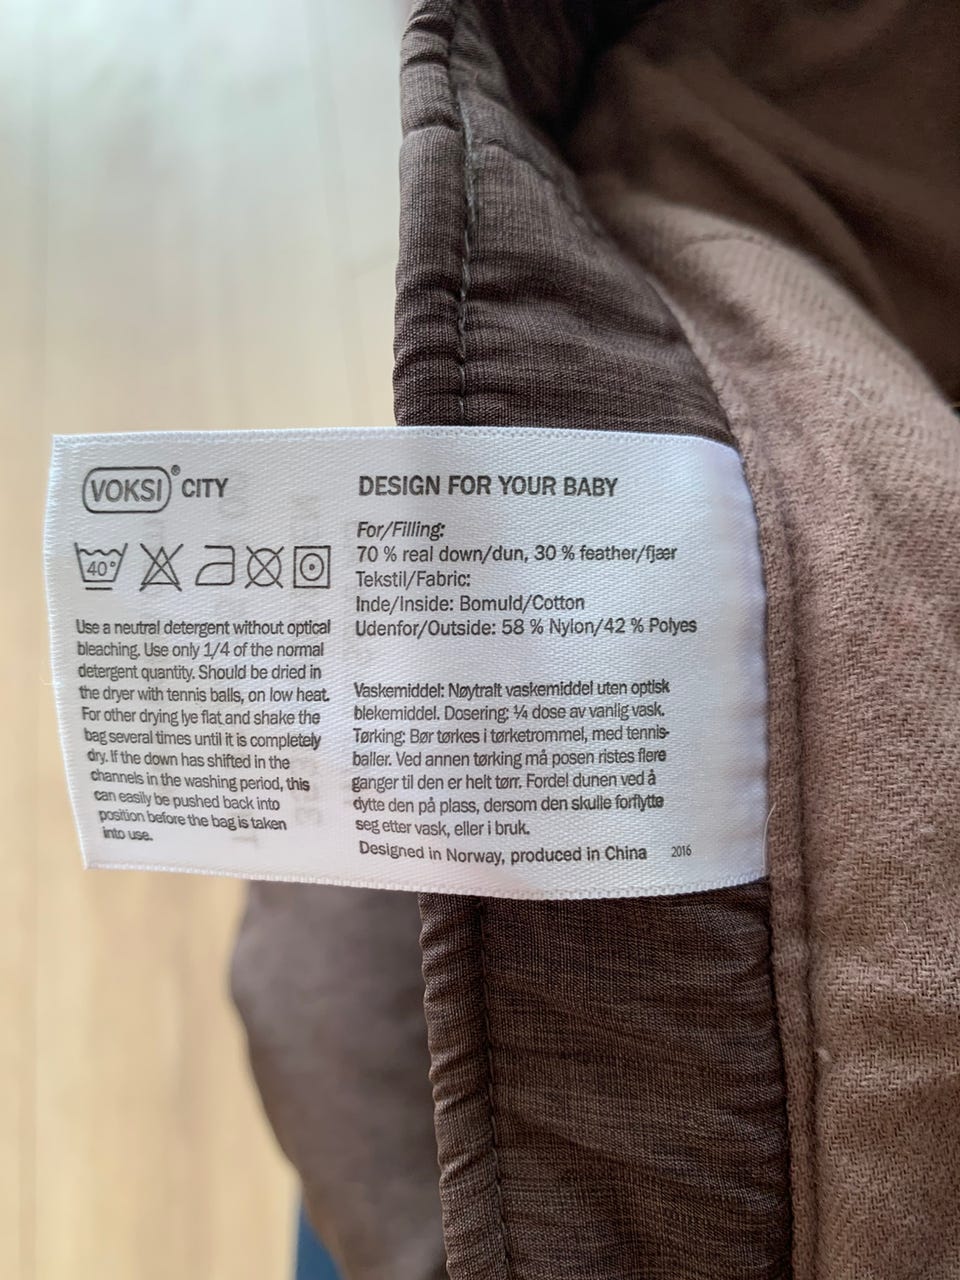 VOKSI® CITY
40°
Use a neutral detergent without optical
bleaching. Use only 1/4 of the normal
detergent quantity. Should be dried in
the dryer with tennis balls, on low heat.
For other drying lye flat and shake the
bag several times until it is completely
dry. If the down has shifted in the
channels in the washing period, this
can easily be pushed back into
position before the bag is taken
into use.
DESIGN FOR YOUR BABY
For/Filling:
70 % real down/dun, 30 % feather/fjær
Tekstil/Fabric:
Inde/Inside: Bomuld/Cotton
Udenfor/Outside: 58 % Nylon/42 % Polyes
Vaskemiddel: Nøytralt vaskemiddel uten optisk
blekemiddel. Dosering: ¼ dose av vanlig vask.
Tørking: Bør tørkes i tørketrommel, med tennis-
baller. Ved annen tørking må posen ristes flere
ganger til den er helt tørr. Fordel dunen ved å
dytte den på plass, dersom den skulle forflytte
seg etter vask, eller i bruk.
Designed in Norway, produced in China 2016